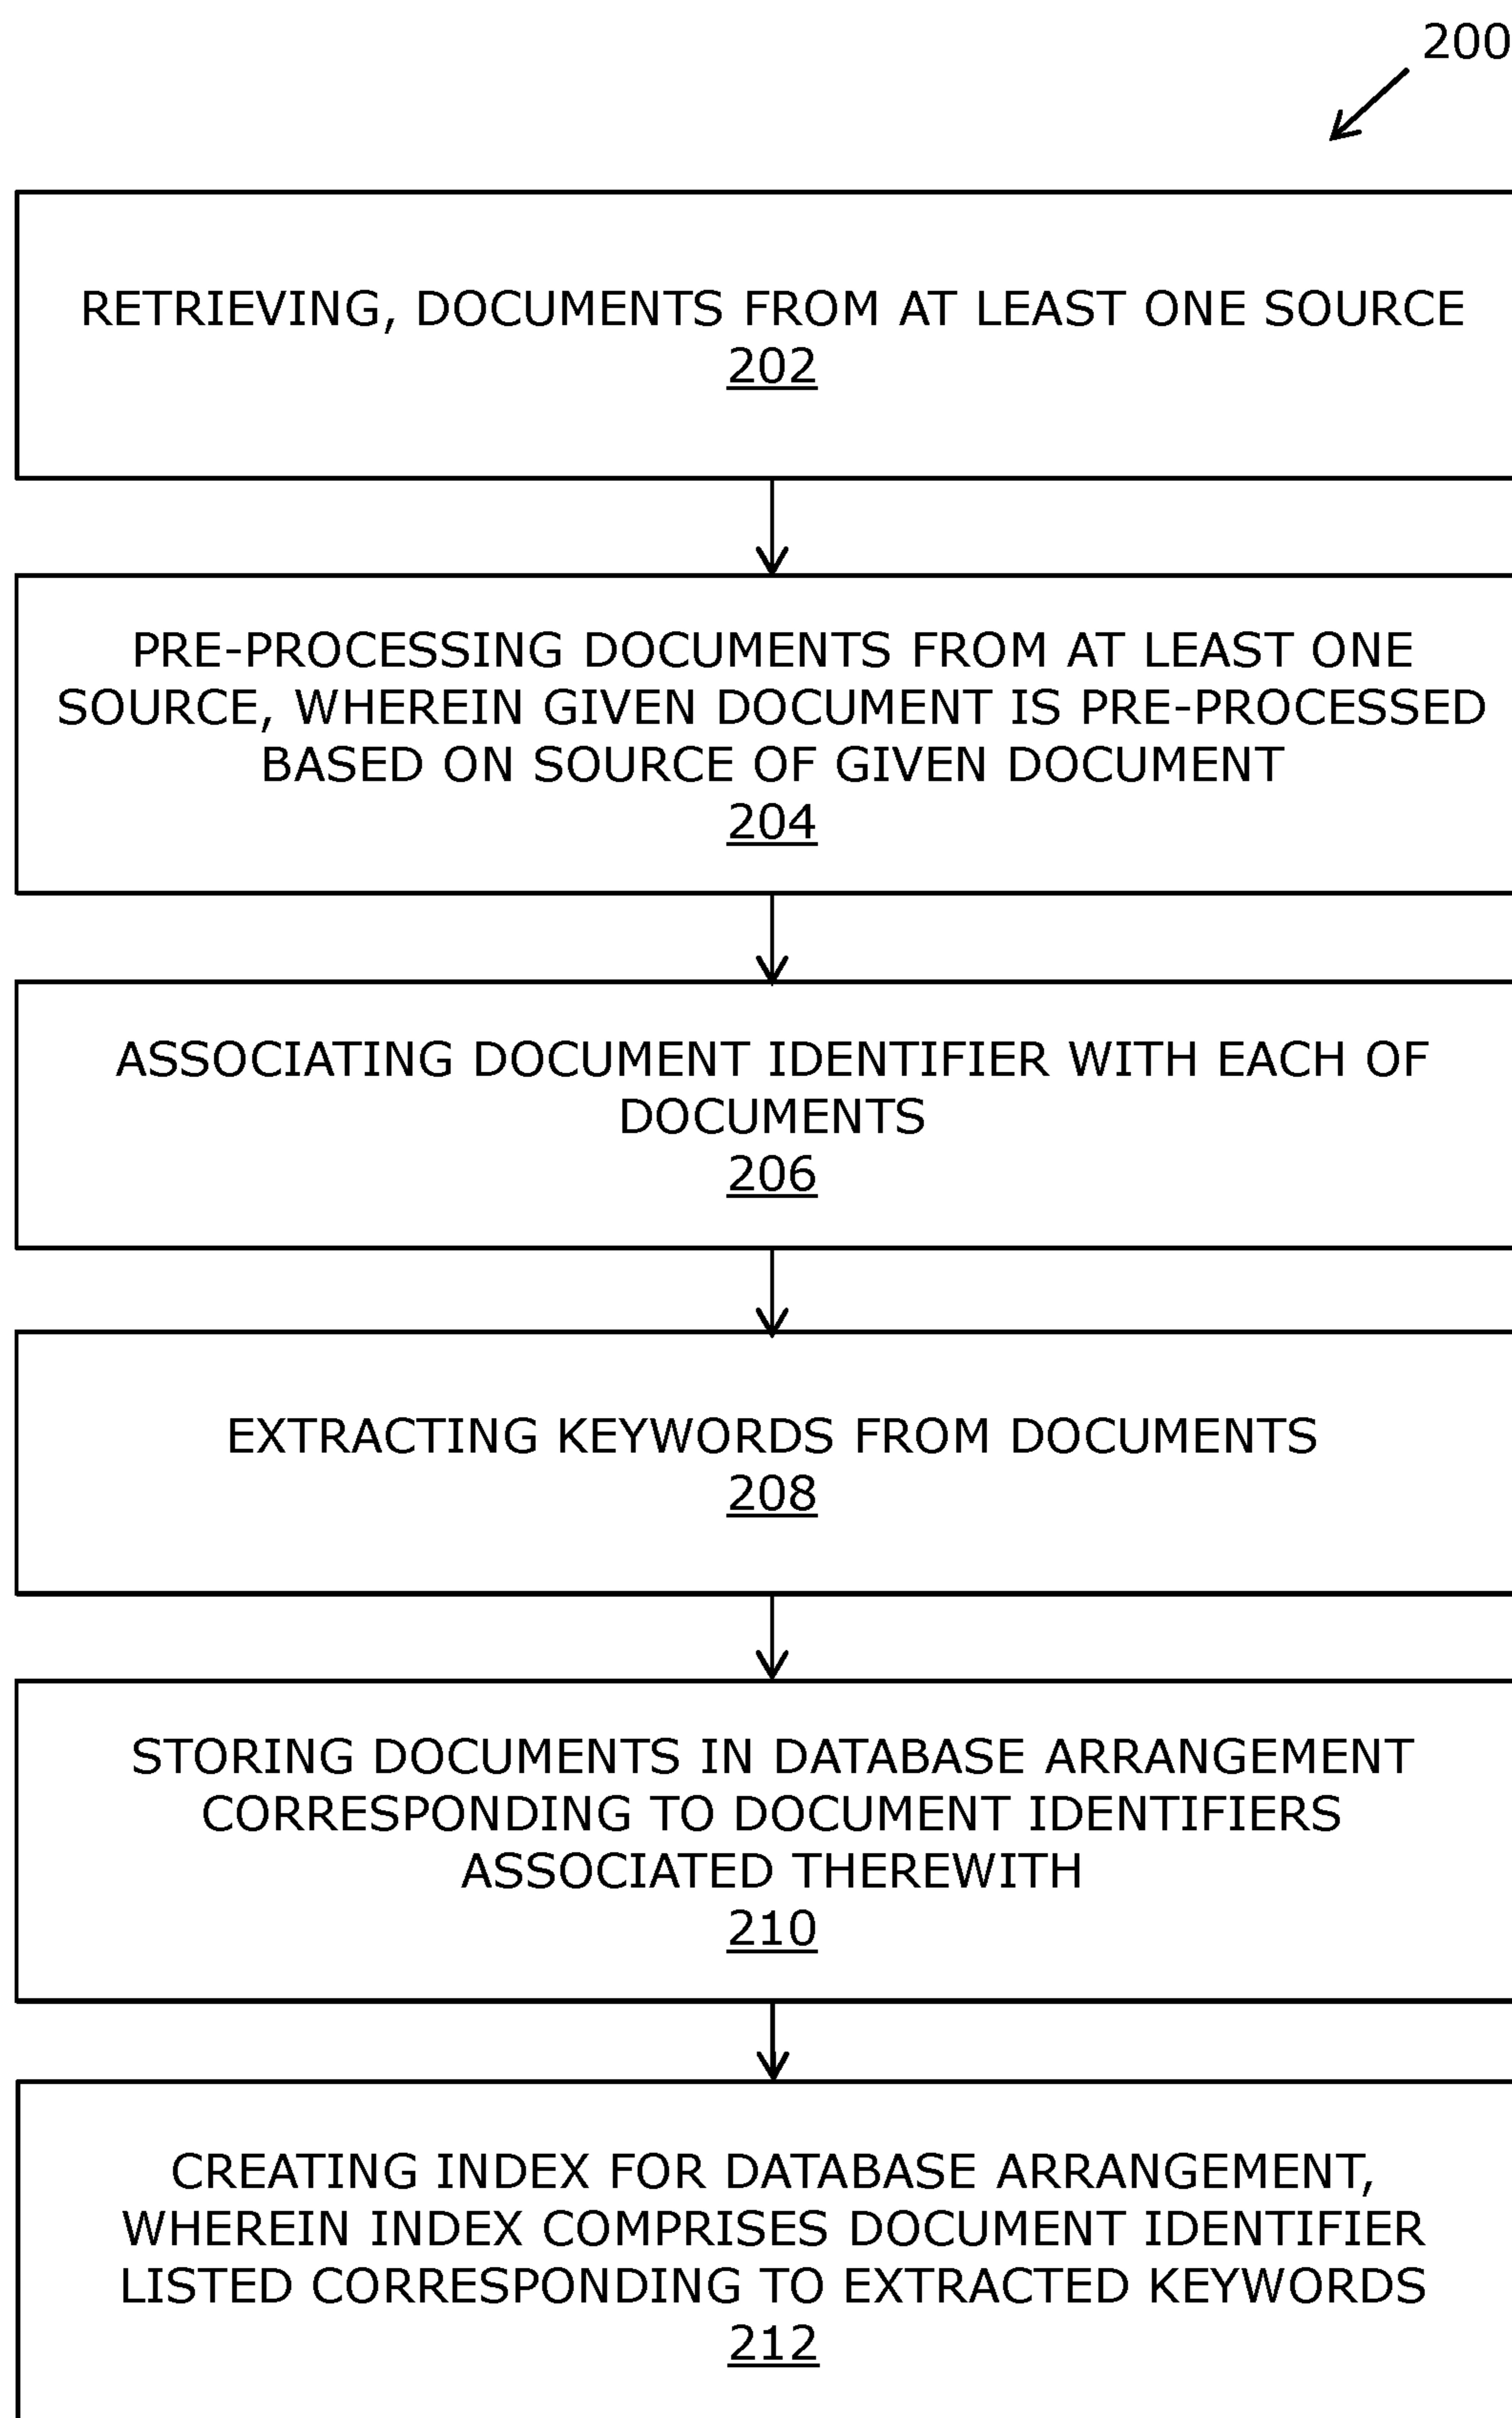 200
RETRIEVING, DOCUMENTS FROM AT LEAST ONE SOURCE
202
PRE-PROCESSING DOCUMENTS FROM AT LEAST ONE
SOURCE, WHEREIN GIVEN DOCUMENT IS PRE-PROCESSED
BASED ON SOURCE OF GIVEN DOCUMENT
204
ASSOCIATING DOCUMENT IDENTIFIER WITH EACH OF
DOCUMENTS
206
EXTRACTING KEYWORDS FROM DOCUMENTS
208
STORING DOCUMENTS IN DATABASE ARRANGEMENT
CORRESPONDING TO DOCUMENT IDENTIFIERS
ASSOCIATED THEREWITH
210
CREATING INDEX FOR DATABASE ARRANGEMENT,
WHEREIN INDEX COMPRISES DOCUMENT IDENTIFIER
LISTED CORRESPONDING TO EXTRACTED KEYWORDS
212